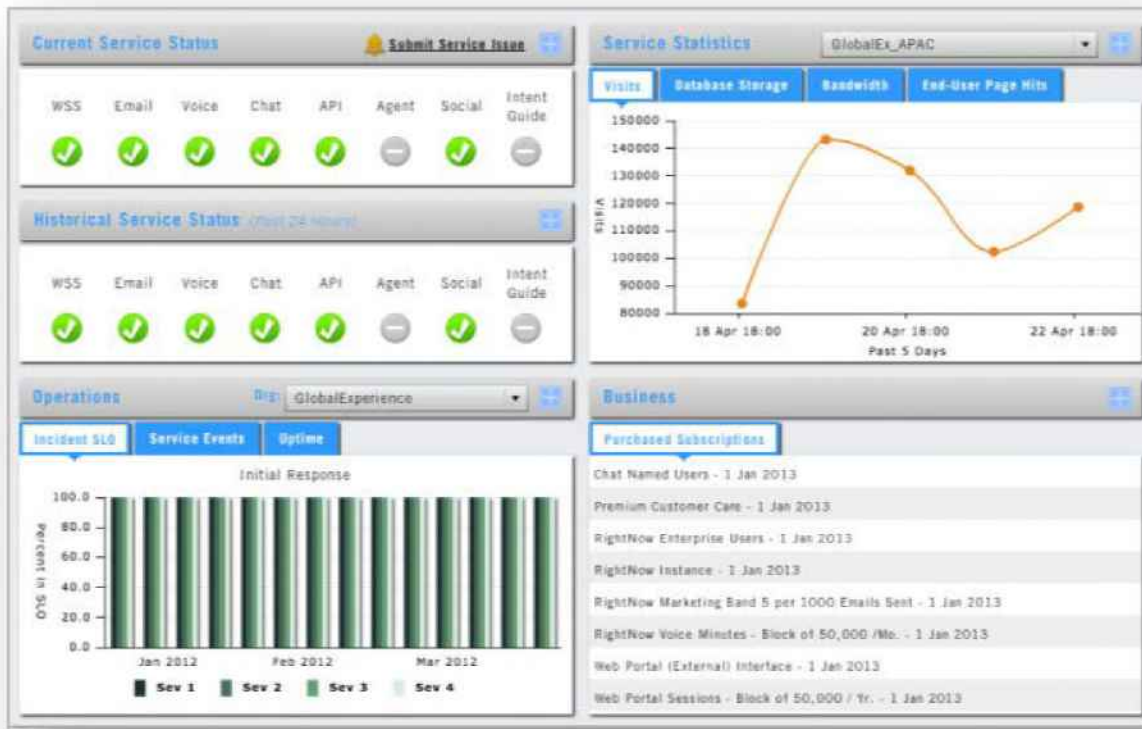 Current Service Status
Submit Service Issue
WSS Email Voice Chat API Agent Social Intent Guide
Historical Service Status (Past 24 Hours)
WSS Email Voice Chat API Agent Social Intent Guide
Service Statistics GlobalEx_APAC
Visits Database Storage Bandwidth End-User Page Hits
150000
140000
130000
120000
110000
100000
90000
80000
Visits
18 Apr 18:00 20 Apr 18:00 22 Apr 18:00
Past 5 Days
Operations Org: GlobalExperience
Incident SLO Service Events Uptime
Initial Response
100.0
80.0
60.0
40.0
20.0
0.0
Percent in SLO
Jan 2012 Feb 2012 Mar 2012
Sev 1 Sev 2 Sev 3 Sev 4
Business
Purchased Subscriptions
Chat Named Users - 1 Jan 2013
Premium Customer Care - 1 Jan 2013
RightNow Enterprise Users - 1 Jan 2013
RightNow Instance - 1 Jan 2013
RightNow Marketing Band 5 per 1000 Emails Sent - 1 Jan 2013
RightNow Voice Minutes - Block of 50,000 /Mo. - 1 Jan 2013
Web Portal (External) Interface - 1 Jan 2013
Web Portal Sessions - Block of 50,000 / Yr. - 1 Jan 2013